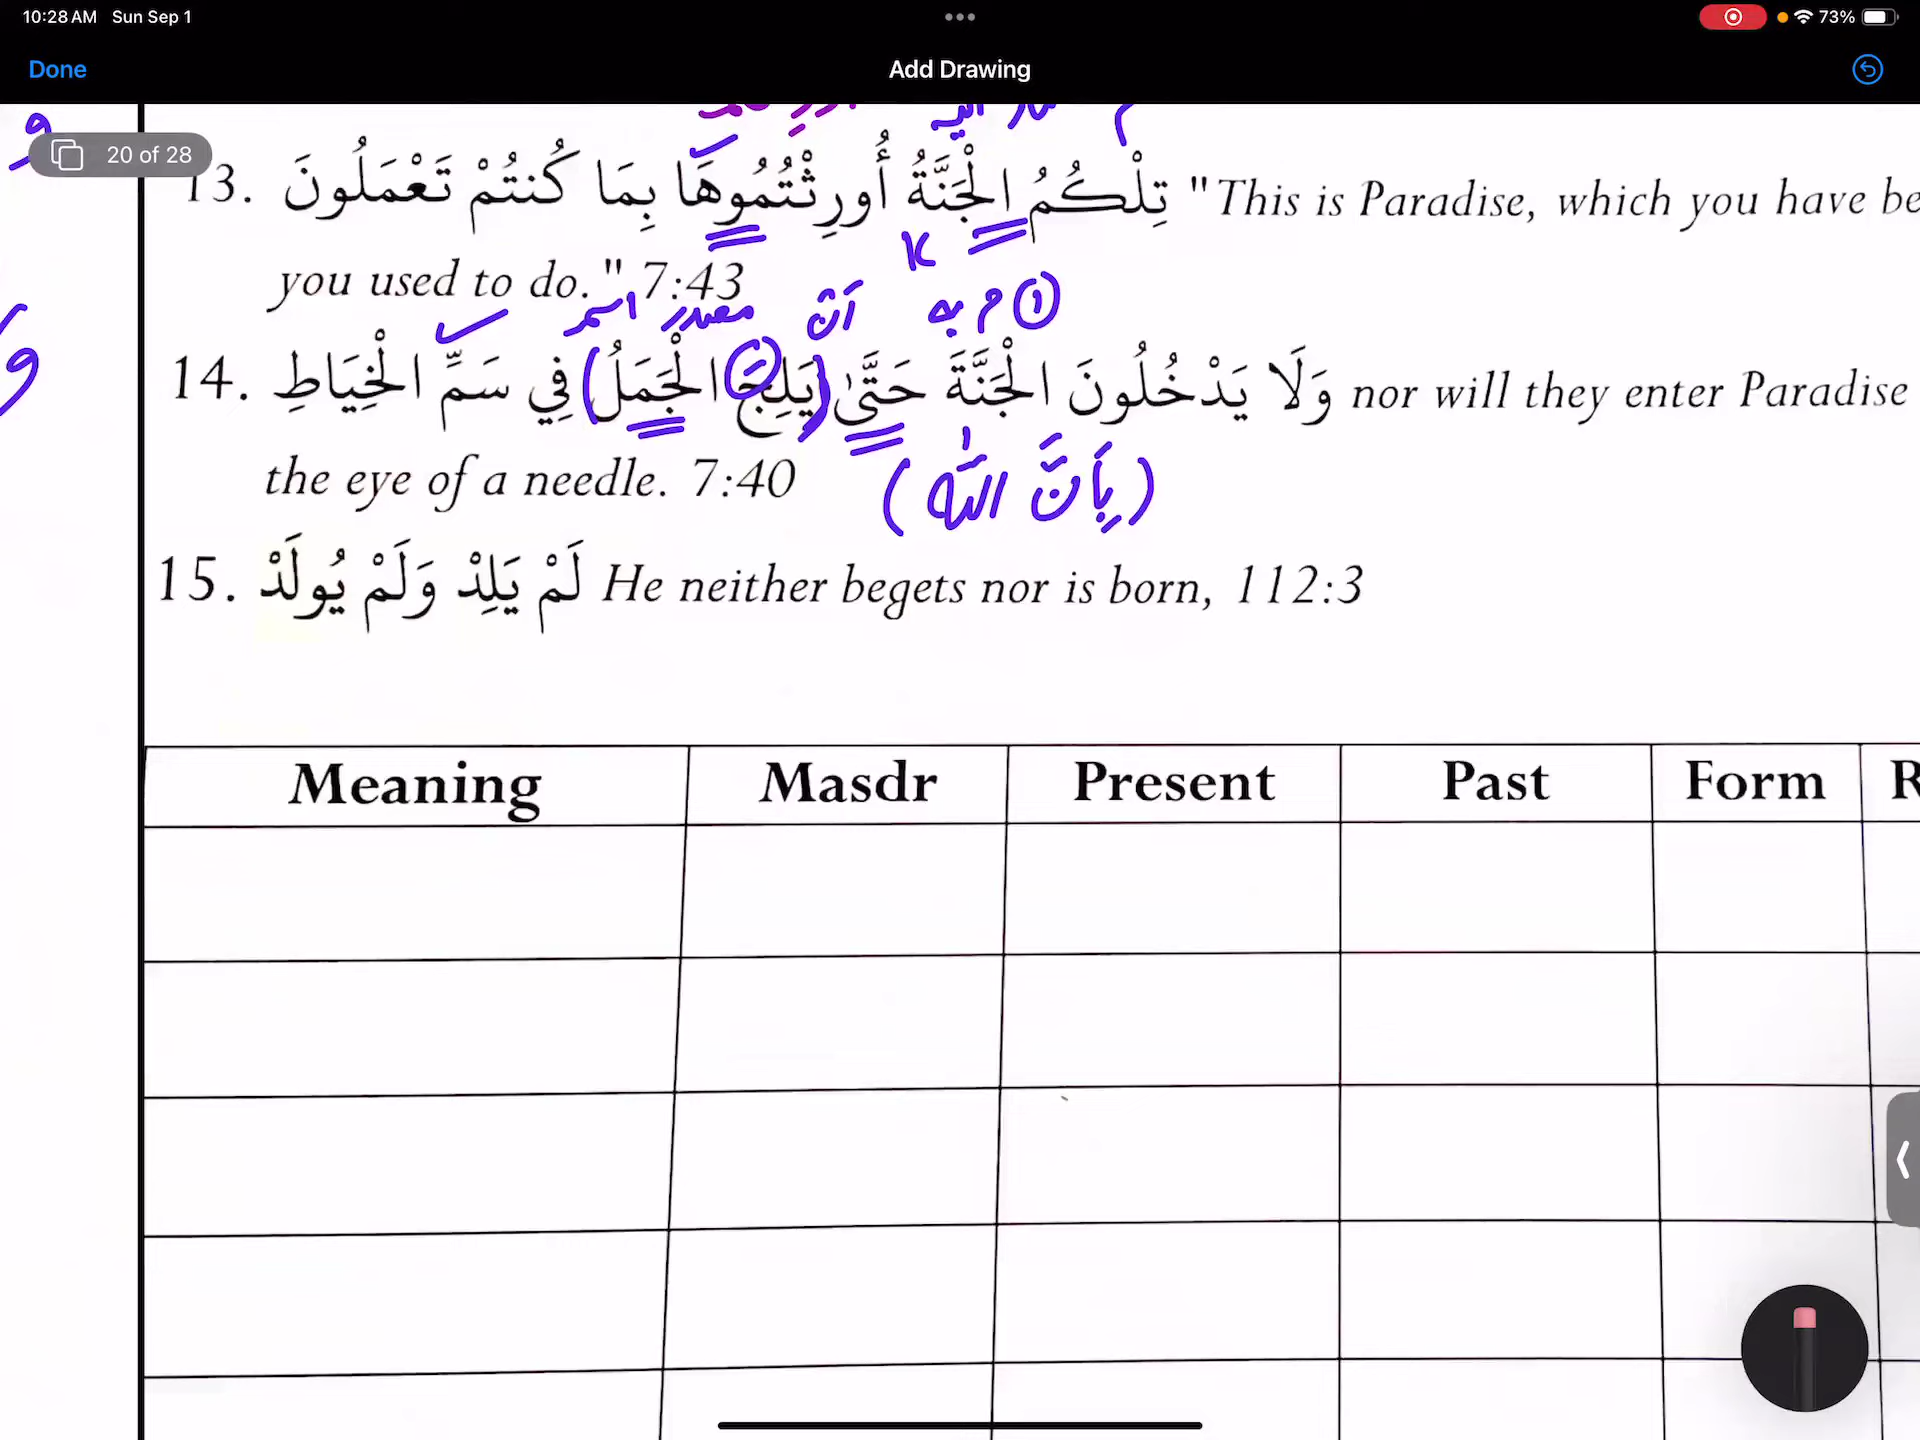 10:28 AM Sun Sep 1
73%
Done
Add Drawing
20 of 28
13. تِلْكُمُ الْجَنَّةُ أُورِثْتُمُوهَا بِمَا كُنتُمْ تَعْمَلُونَ "This is Paradise, which you have be
K
you used to do." 7:43
اسم مصدر اَن م به ①
14. وَلَا يَدْخُلُونَ الْجَنَّةَ حَتَّىٰ (يَلِجَ الْجَمَلُ) فِي سَمِّ الْخِيَاطِ nor will they enter Paradise
the eye of a needle. 7:40
(بِأَنَّ اللّٰه)
15. لَمْ يَلِدْ وَلَمْ يُولَدْ He neither begets nor is born, 112:3
Meaning Masdr Present Past Form R